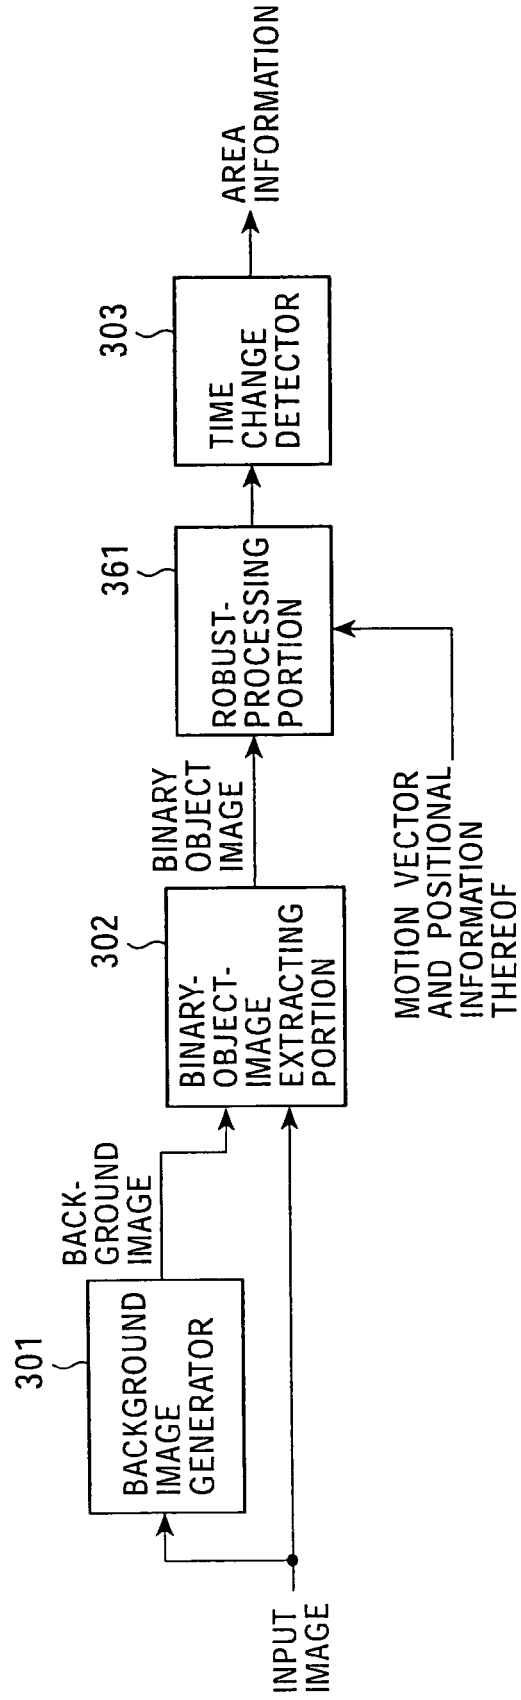 INPUT
IMAGE
301
BACKGROUND
IMAGE
GENERATOR
BACK-
GROUND
IMAGE
302
BINARY-
OBJECT-
IMAGE
EXTRACTING
PORTION
BINARY
OBJECT
IMAGE
MOTION VECTOR
AND POSITIONAL
INFORMATION
THEREOF
361
ROBUST-
PROCESSING
PORTION
303
TIME
CHANGE
DETECTOR
AREA
INFORMATION